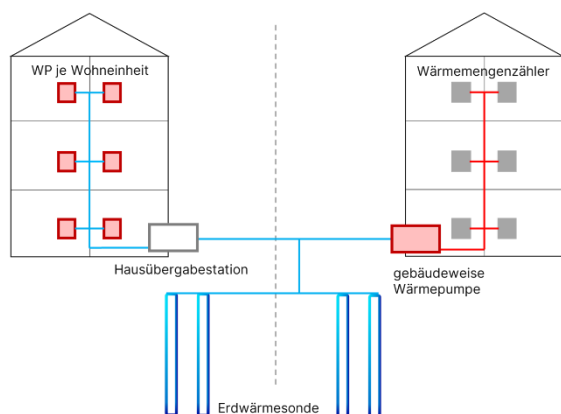 WP je Wohneinheit
Wärmemengenzähler
Hausübergabestation
gebäudeweise
Wärmepumpe
Erdwärmesonde